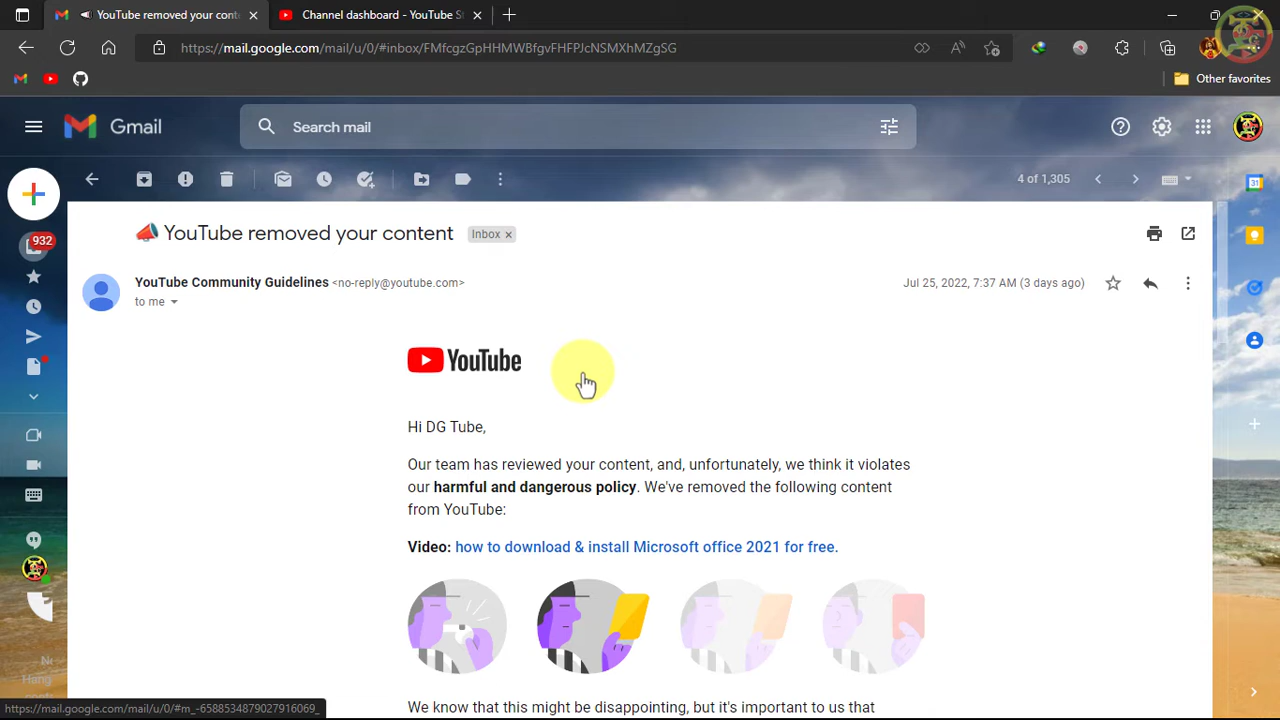 YouTube removed your cont
Channel dashboard - YouTube S
https://mail.google.com/mail/u/0/#inbox/FMfcgzGpHHMWBfgvFHFPJcNSMXhMZgSG
Other favorites
Gmail
Search mail
4 of 1,305
31
932
📣 YouTube removed your content
Inbox ×
YouTube Community Guidelines <no-reply@youtube.com>
Jul 25, 2022, 7:37 AM (3 days ago)
to me
YouTube
Hi DG Tube,
Our team has reviewed your content, and, unfortunately, we think it violates
our harmful and dangerous policy. We've removed the following content
from YouTube:
Video: how to download & install Microsoft office 2021 for free.
We know that this might be disappointing, but it's important to us that
https://mail.google.com/mail/u/0/#m_-6588534879027916069_